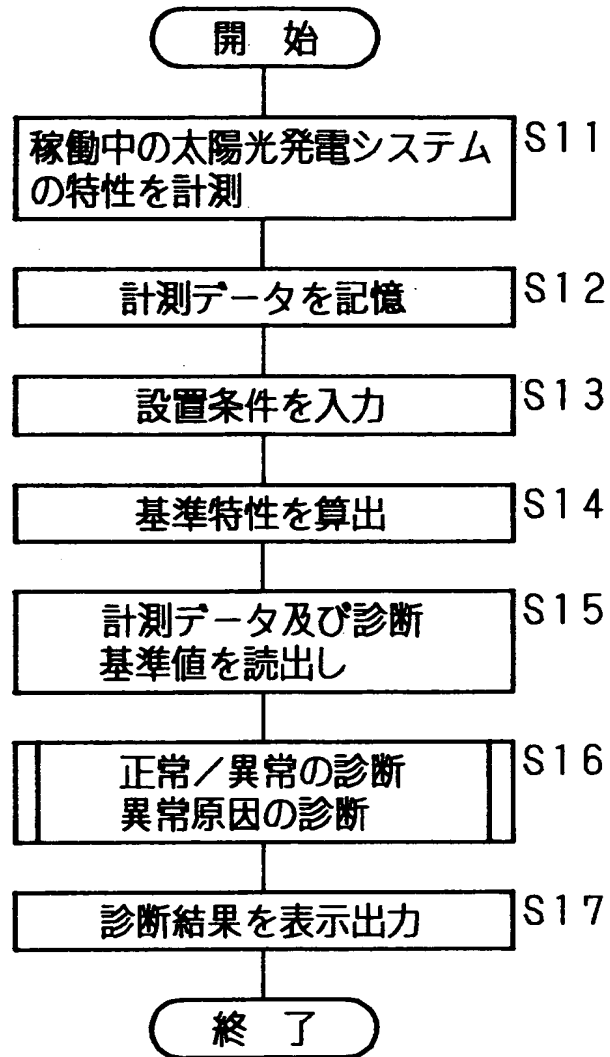 開 始
稼働中の太陽光発電システム
の特性を計測
S11
計測データを記憶
S12
設置条件を入力
S13
基準特性を算出
S14
計測データ及び診断
基準値を読出し
S15
正常／異常の診断
異常原因の診断
S16
診断結果を表示出力
S17
終 了